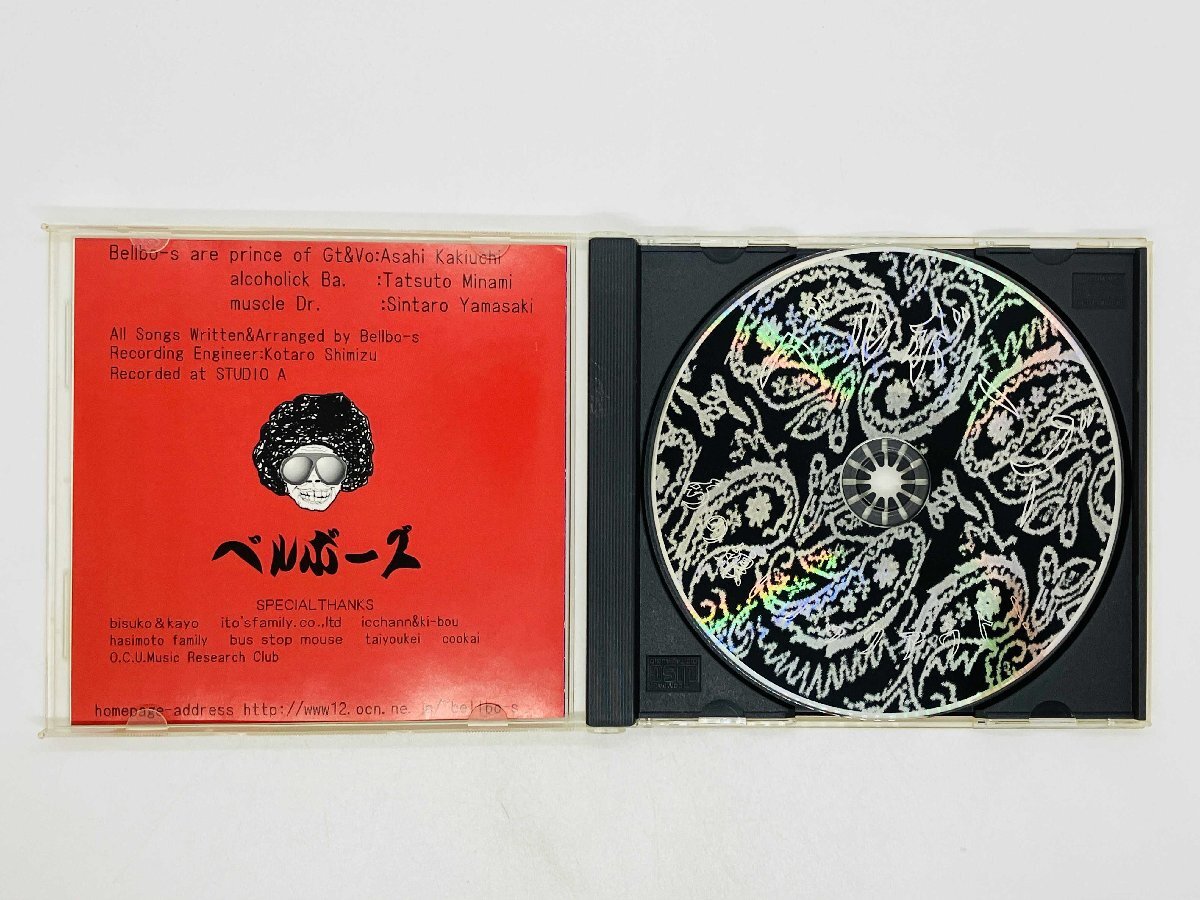 Bellbo-s are prince of Gt&Vo:Asahi Kakiuchi
alcoholick Ba. :Tatsuto Minami
muscle Dr. :Sintaro Yamasaki
All Songs Written&Arranged by Bellbo-s
Recording Engineer:Kotaro Shimizu
Recorded at STUDIO A
ベルボーズ
SPECIALTHANKS
bisuko&kayo ito'sfamily.co.,ltd icchann&ki-bou
hasimoto family bus stop mouse taiyoukei cookai
O.C.U.Music Research Club
homepage-address http://www12.ocn.ne.jp/~bellbo-s